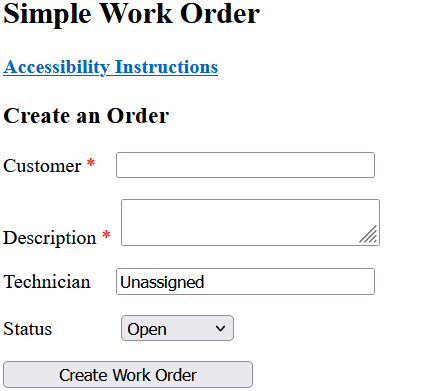 Simple Work Order
Accessibility Instructions
Create an Order
Customer *
Description *
Technician Unassigned
Status Open
Create Work Order